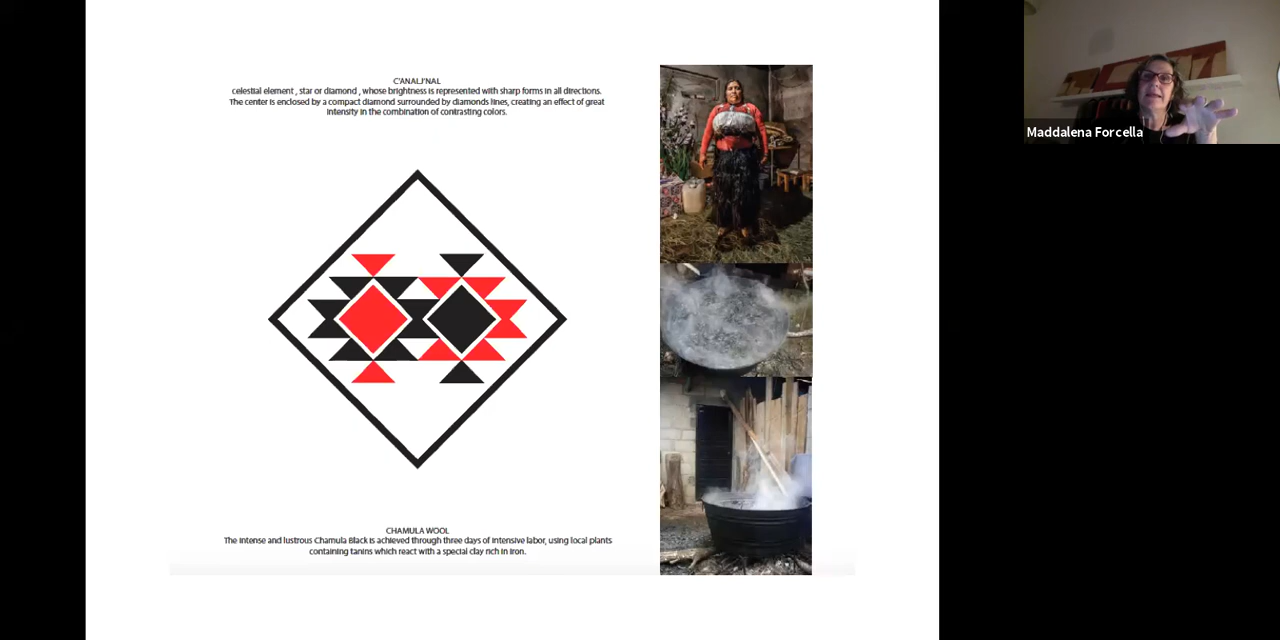 C'ANALJ'NAL
celestial element , star or diamond , whose brightness is represented with sharp forms in all directions.
The center is enclosed by a compact diamond surrounded by diamonds lines, creating an effect of great
intensity in the combination of contrasting colors.
Maddalena Forcella
CHAMULA WOOL
The intense and lustrous Chamula Black is achieved through three days of intensive labor, using local plants
containing tanins which react with a special clay rich in iron.